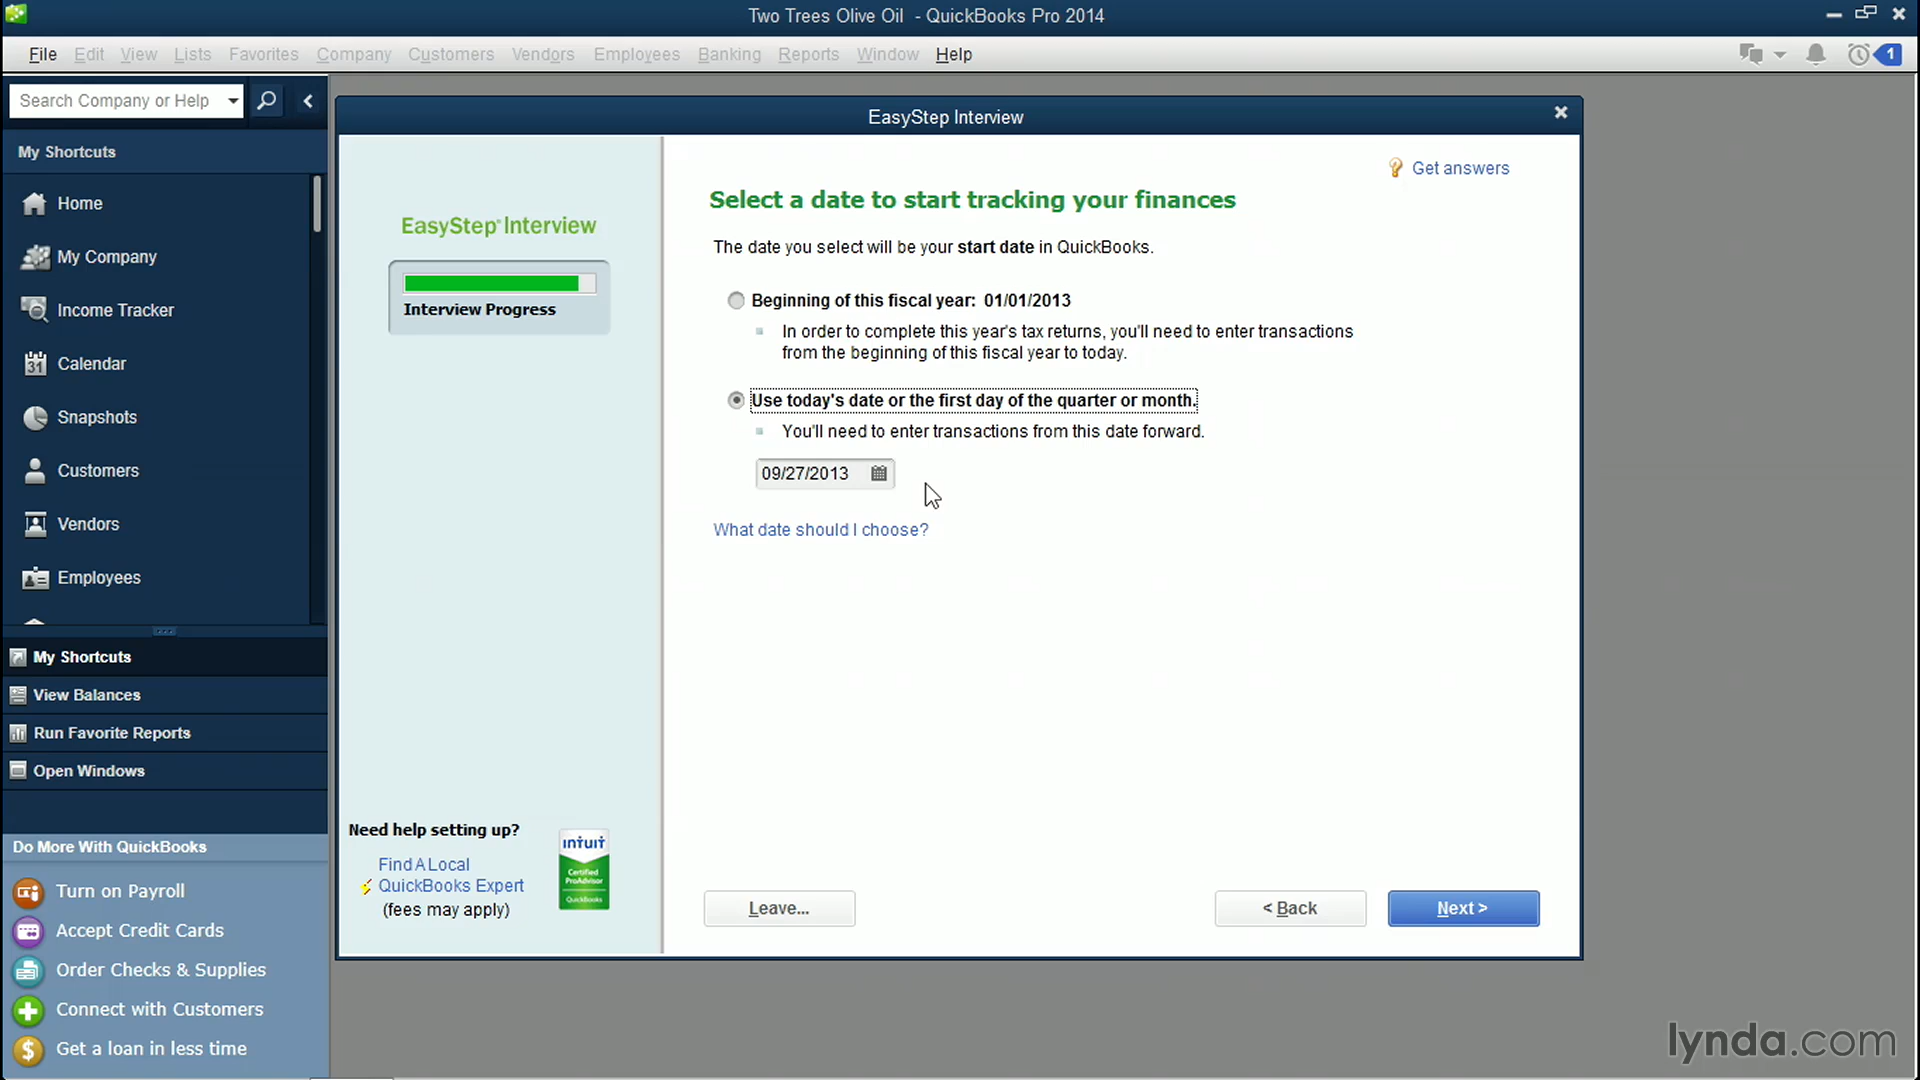 Two Trees Olive Oil - QuickBooks Pro 2014
File Edit View Lists Favorites Company Customers Vendors Employees Banking Reports Window Help
1
Search Company or Help
My Shortcuts
Home
My Company
Income Tracker
31
Calendar
Snapshots
Customers
Vendors
Employees
My Shortcuts
View Balances
Run Favorite Reports
Open Windows
Do More With QuickBooks
Turn on Payroll
Accept Credit Cards
Order Checks & Supplies
Connect with Customers
Get a loan in less time
EasyStep Interview
EasyStep® Interview
Interview Progress
Need help setting up?
Find A Local
QuickBooks Expert
(fees may apply)
intuit
Certified
ProAdvisor
QuickBooks
Get answers
Select a date to start tracking your finances
The date you select will be your start date in QuickBooks.
Beginning of this fiscal year: 01/01/2013
In order to complete this year's tax returns, you'll need to enter transactions
from the beginning of this fiscal year to today.
Use today's date or the first day of the quarter or month.
You'll need to enter transactions from this date forward.
09/27/2013
What date should I choose?
Leave...
< Back
Next >
lynda.com